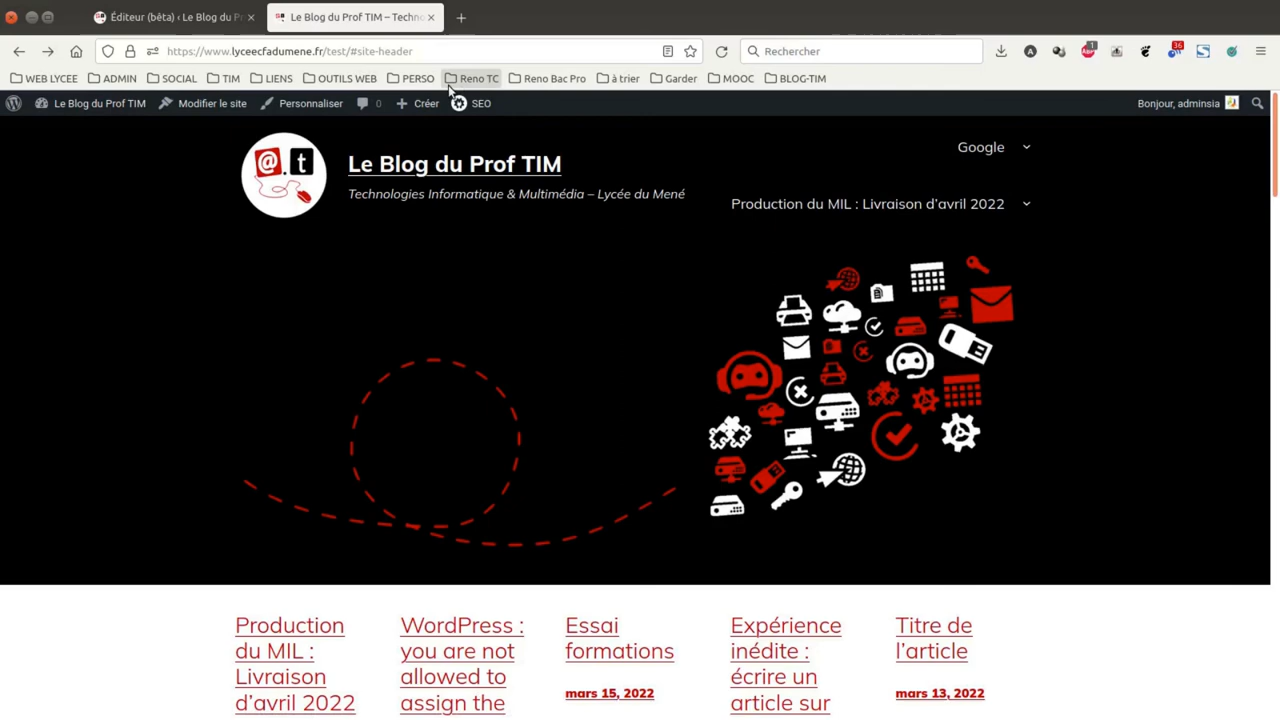 Éditeur (bêta) ‹ Le Blog du Pr
Le Blog du Prof TIM – Techno
https://www.lyceecfadumene.fr/test/#site-header
Rechercher
1
36
WEB LYCEE
ADMIN
SOCIAL
TIM
LIENS
OUTILS WEB
PERSO
Reno TC
Reno Bac Pro
à trier
Garder
MOOC
BLOG-TIM
Le Blog du Prof TIM
Modifier le site
Personnaliser
0
Créer
SEO
Bonjour, adminsia
@.t
Le Blog du Prof TIM
Technologies Informatique & Multimédia – Lycée du Mené
Google
Production du MIL : Livraison d’avril 2022
Production
du MIL :
Livraison
d’avril 2022
WordPress :
you are not
allowed to
assign the
Essai
formations
mars 15, 2022
Expérience
inédite :
écrire un
article sur
Titre de
l’article
mars 13, 2022